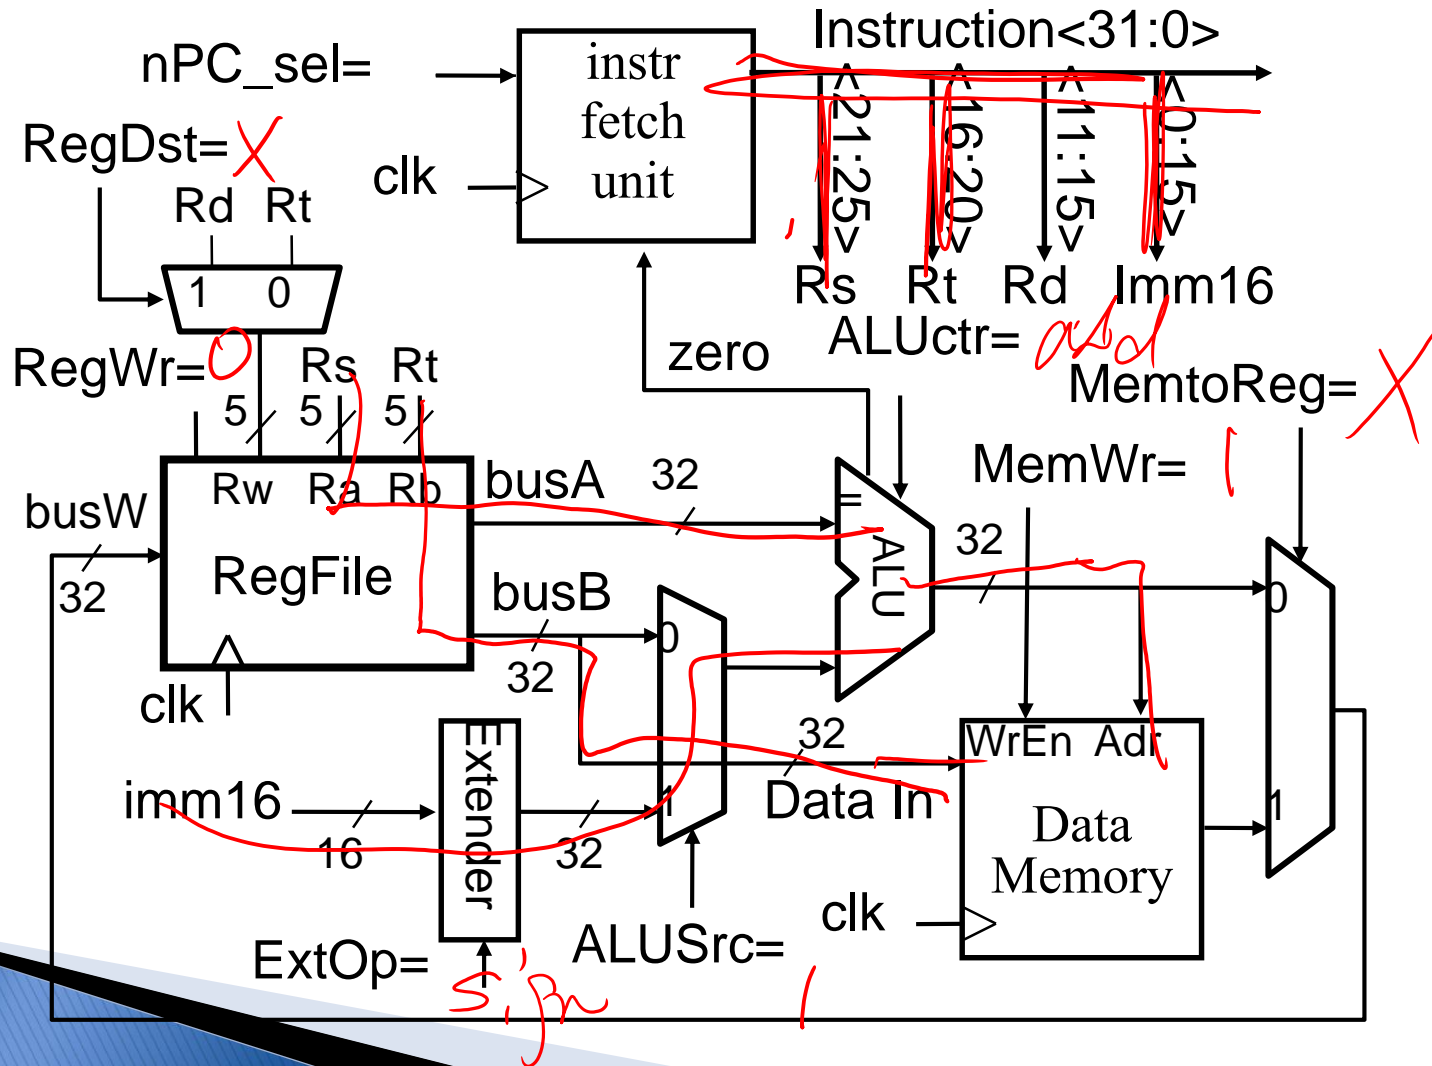 Instruction<31:0>
nPC_sel=
instr
fetch
unit
RegDst= X
clk
<21:25>
<16:20>
<11:15>
<0:15>
Rd Rt
1 0
Rs Rt Rd Imm16
ALUctr=
zero
RegWr= 0
Rs Rt
MemtoReg= X
5 5 5
MemWr= 1
Rw Ra Rb
busA 32
busW
=
ALU
32
32
RegFile
busB
0
0
32
32
clk
32
WrEn Adr
Extender
imm16
1
Data In
1
16
32
Data
Memory
clk
ALUSrc= 1
ExtOp= sign